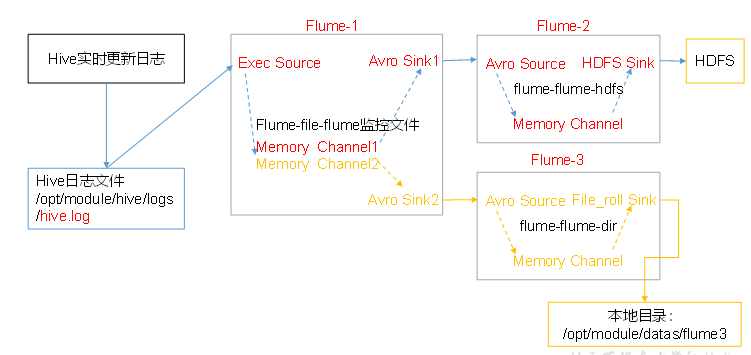 Hive实时更新日志
Hive日志文件
/opt/module/hive/logs
/hive.log
Flume-1
Exec Source
Avro Sink1
Flume-file-flume监控文件
Memory Channel1
Memory Channel2
Avro Sink2
Flume-2
Avro Source
HDFS Sink
flume-flume-hdfs
Memory Channel
HDFS
Flume-3
Avro Source
File_roll Sink
flume-flume-dir
Memory Channel
本地目录：
/opt/module/datas/flume3